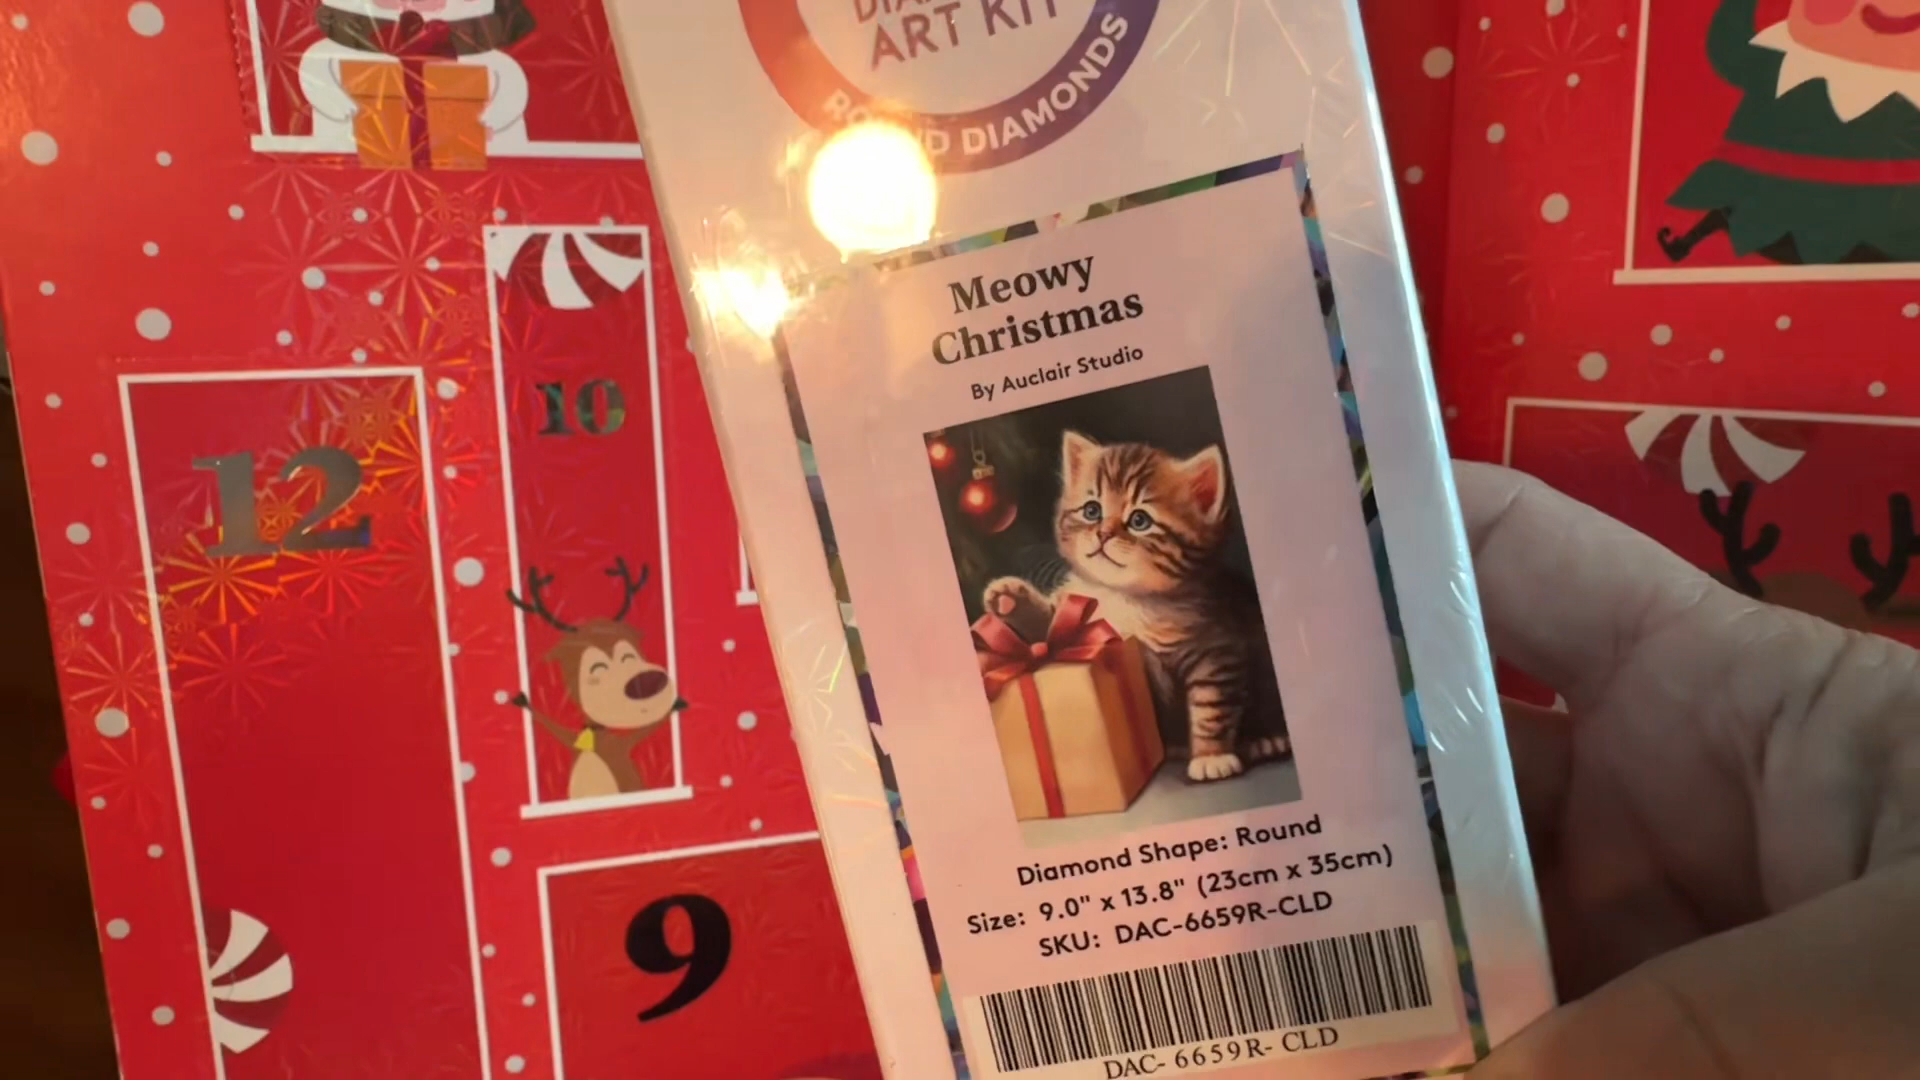 ART KIT
DIAMONDS
Meowy
Christmas
By Auclair Studio
12
10
9
Diamond Shape: Round
Size: 9.0" x 13.8" (23cm x 35cm)
SKU: DAC-6659R-CLD
DAC- 6659R- CLD